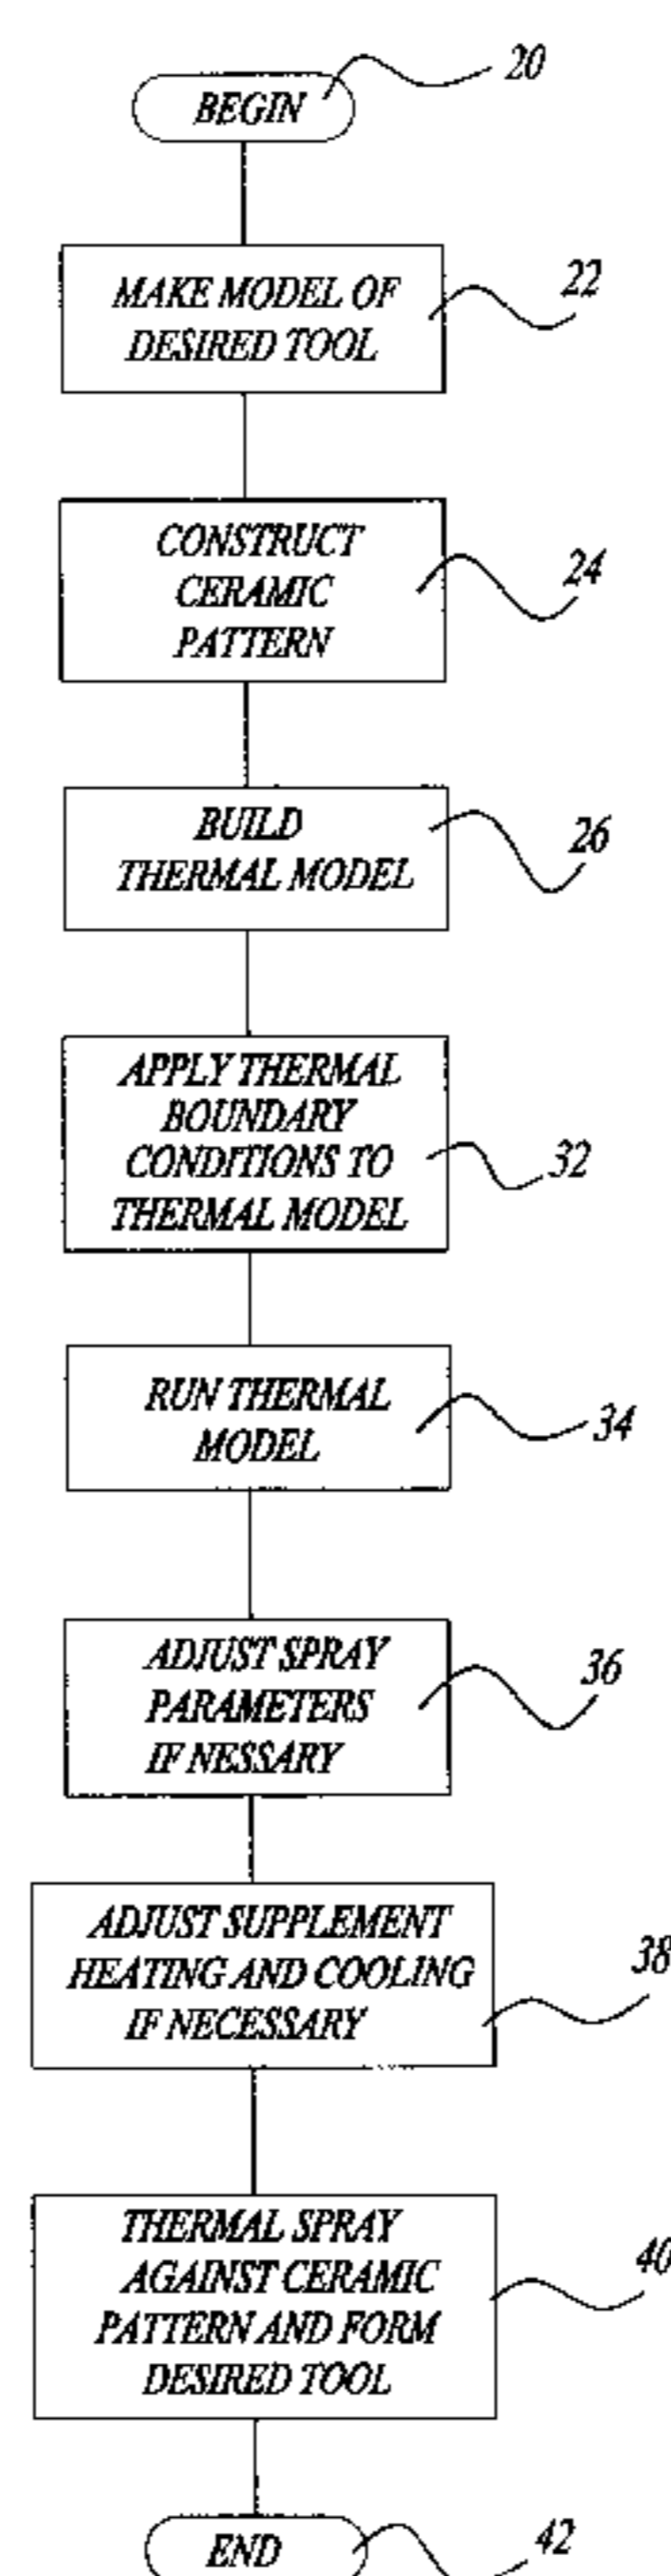 BEGIN
20
MAKE MODEL OF
DESIRED TOOL
22
CONSTRUCT
CERAMIC
PATTERN
24
BUILD
THERMAL MODEL
26
APPLY THERMAL
BOUNDARY
CONDITIONS TO
THERMAL MODEL
32
RUN THERMAL
MODEL
34
ADJUST SPRAY
PARAMETERS
IF NESSARY
36
ADJUST SUPPLEMENT
HEATING AND COOLING
IF NECESSARY
38
THERMAL SPRAY
AGAINST CERAMIC
PATTERN AND FORM
DESIRED TOOL
40
END
42